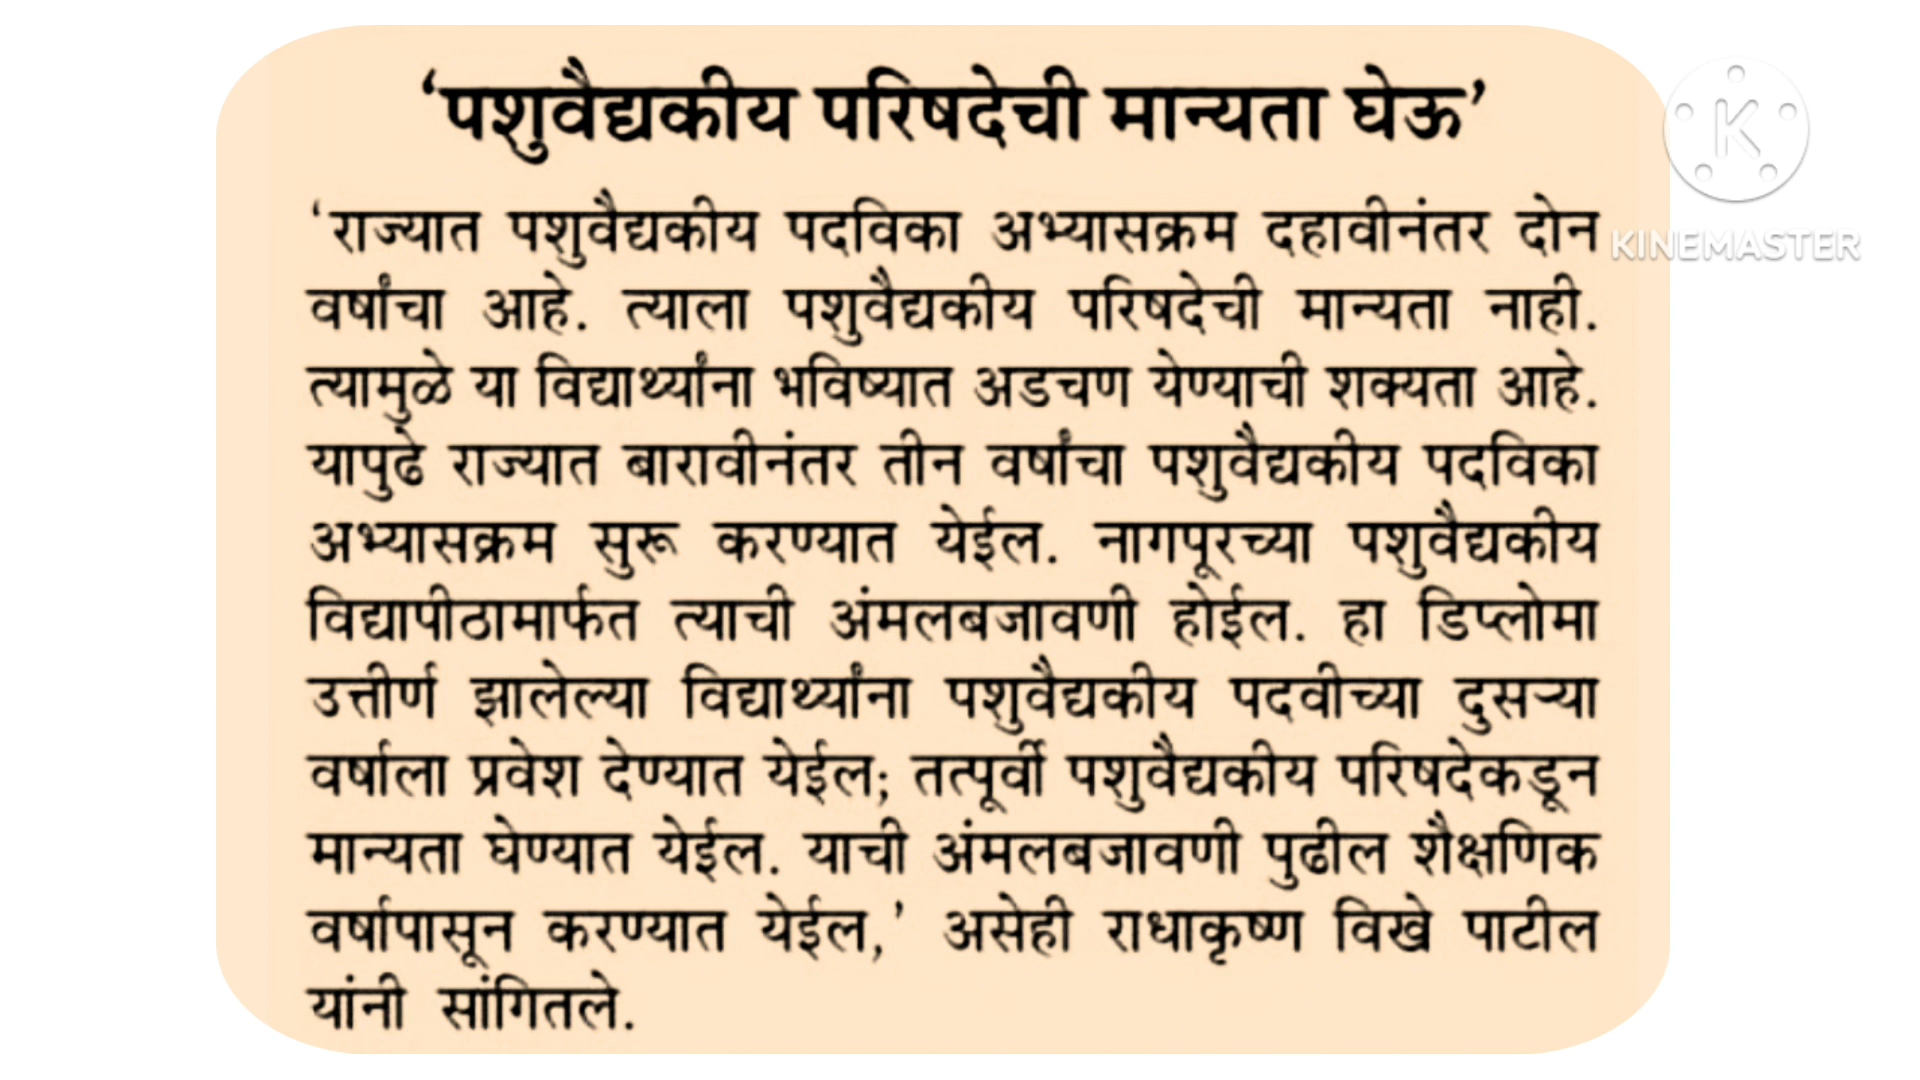 ‘पशुवैद्यकीय परिषदेची मान्यता घेऊ’
‘राज्यात पशुवैद्यकीय पदविका अभ्यासक्रम दहावीनंतर दोन
वर्षांचा आहे. त्याला पशुवैद्यकीय परिषदेची मान्यता नाही.
त्यामुळे या विद्यार्थ्यांना भविष्यात अडचण येण्याची शक्यता आहे.
यापुढे राज्यात बारावीनंतर तीन वर्षांचा पशुवैद्यकीय पदविका
अभ्यासक्रम सुरू करण्यात येईल. नागपूरच्या पशुवैद्यकीय
विद्यापीठामार्फत त्याची अंमलबजावणी होईल. हा डिप्लोमा
उत्तीर्ण झालेल्या विद्यार्थ्यांना पशुवैद्यकीय पदवीच्या दुसऱ्या
वर्षाला प्रवेश देण्यात येईल; तत्पूर्वी पशुवैद्यकीय परिषदेकडून
मान्यता घेण्यात येईल. याची अंमलबजावणी पुढील शैक्षणिक
वर्षापासून करण्यात येईल,’ असेही राधाकृष्ण विखे पाटील
यांनी सांगितले.
K
KINEMASTER